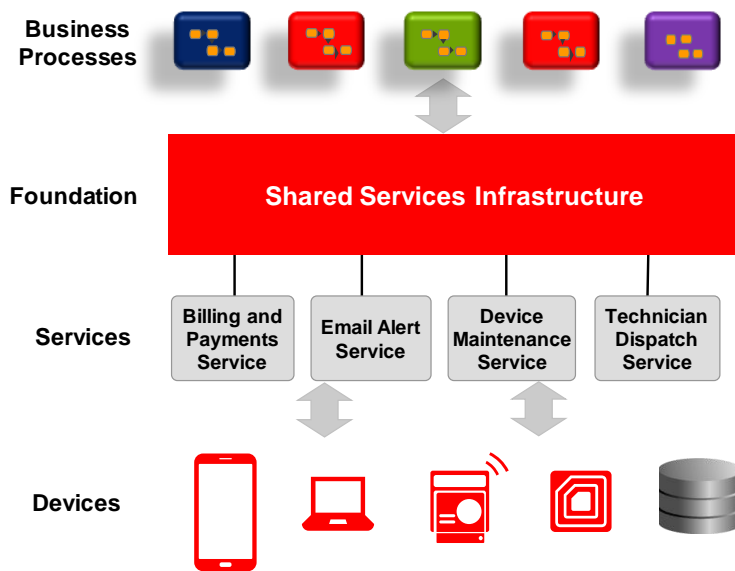 Business
Processes
Foundation
Shared Services Infrastructure
Services
Billing and
Payments
Service
Email Alert
Service
Device
Maintenance
Service
Technician
Dispatch
Service
Devices